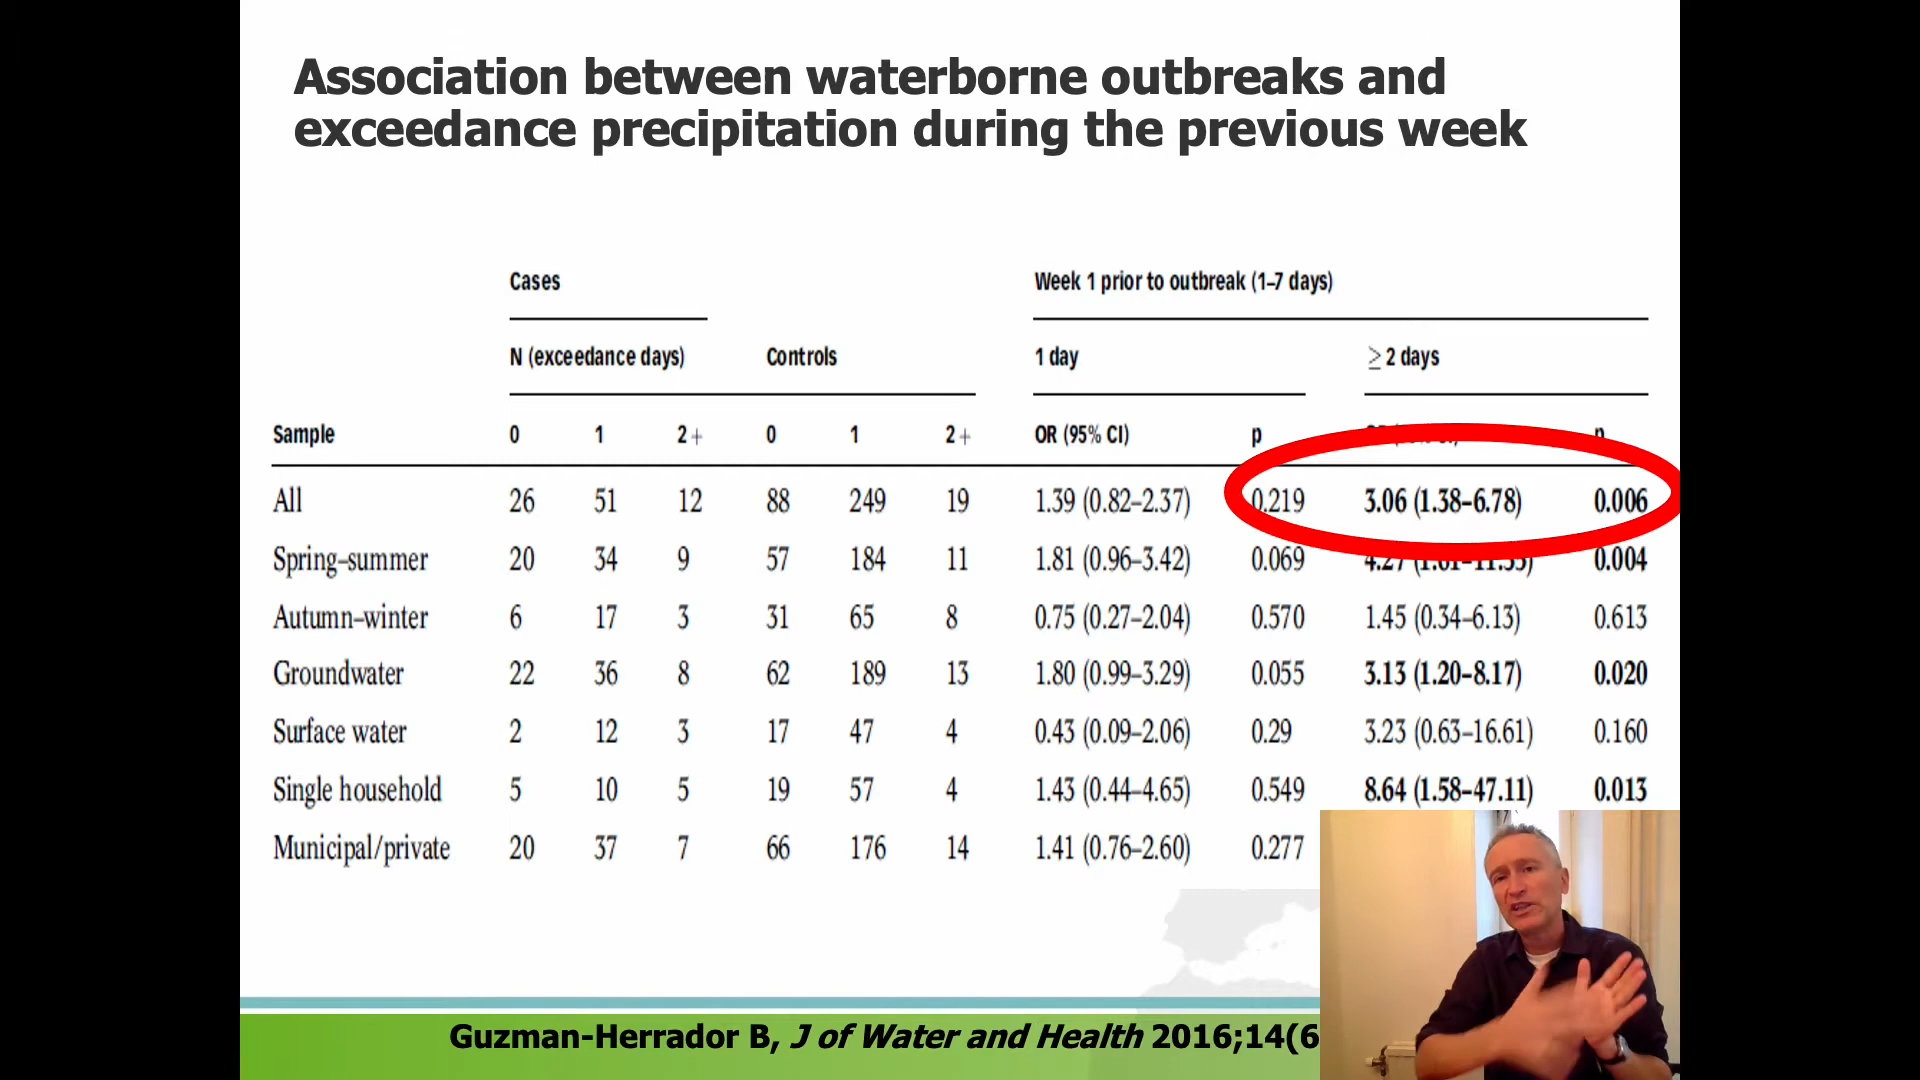 Association between waterborne outbreaks and
exceedance precipitation during the previous week
Cases Week 1 prior to outbreak (1–7 days)
N (exceedance days) Controls 1 day ≥ 2 days
Sample 0 1 2+ 0 1 2+ OR (95% CI) p
All 26 51 12 88 249 19 1.39 (0.82–2.37) 0.219 3.06 (1.38–6.78) 0.006
Spring–summer 20 34 9 57 184 11 1.81 (0.96–3.42) 0.069 4.27 (1.61–11.33) 0.004
Autumn–winter 6 17 3 31 65 8 0.75 (0.27–2.04) 0.570 1.45 (0.34–6.13) 0.613
Groundwater 22 36 8 62 189 13 1.80 (0.99–3.29) 0.055 3.13 (1.20–8.17) 0.020
Surface water 2 12 3 17 47 4 0.43 (0.09–2.06) 0.29 3.23 (0.63–16.61) 0.160
Single household 5 10 5 19 57 4 1.43 (0.44–4.65) 0.549 8.64 (1.58–47.11) 0.013
Municipal/private 20 37 7 66 176 14 1.41 (0.76–2.60) 0.277
Guzman-Herrador B, J of Water and Health 2016;14(6